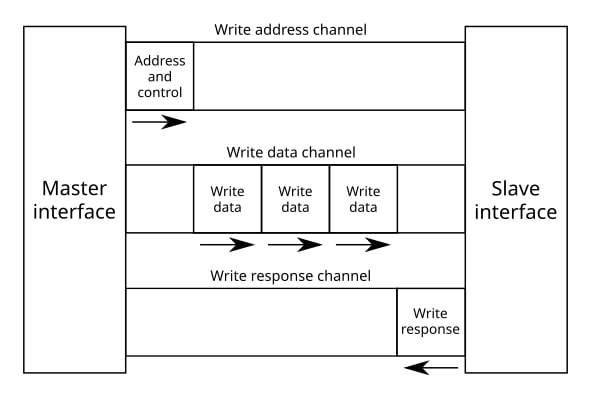 Write address channel
Address
and
control
Write data channel
Master
interface
Write
data
Write
data
Write
data
Slave
interface
Write response channel
Write
response